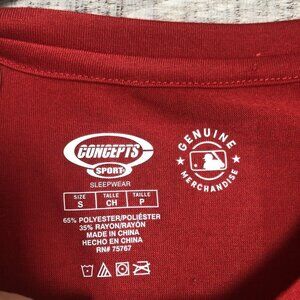 CONCEPTS
SPORT
SLEEPWEAR
GENUINE
MERCHANDISE
SIZE TALLE TALLE
S CH P
65% POLYESTER/POLIÉSTER
35% RAYON/RAYÓN
MADE IN CHINA
HECHO EN CHINA
RN# 75767